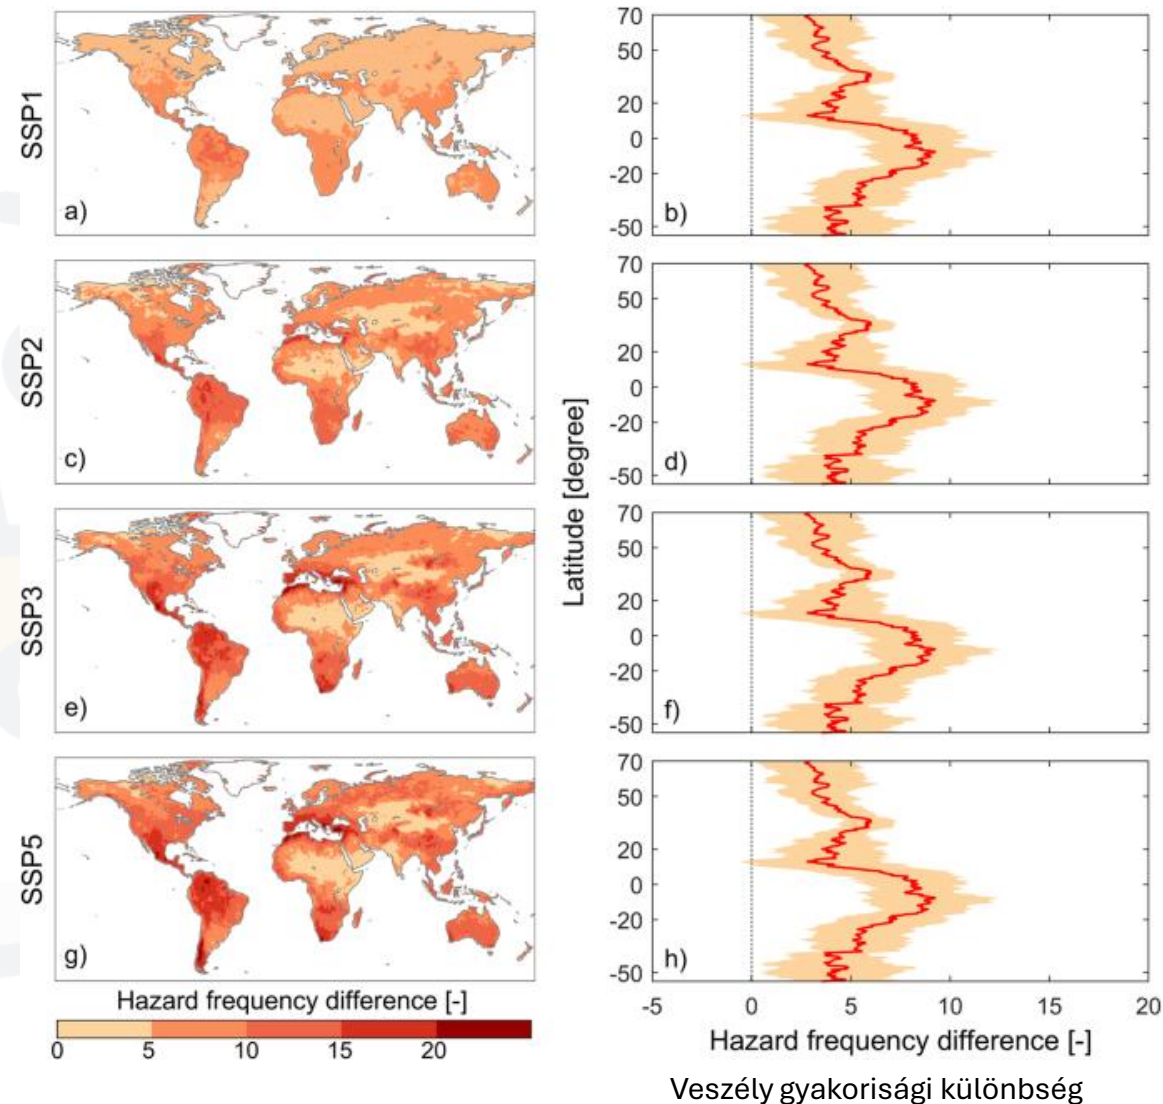 SSP1
a)
70
50
20
0
-20
-50
b)
SSP2
c)
70
50
20
0
-20
-50
d)
Latitude [degree]
SSP3
e)
70
50
20
0
-20
-50
f)
SSP5
g)
70
50
20
0
-20
-50
h)
Hazard frequency difference [-]
0 5 10 15 20
-5 0 5 10 15 20
Hazard frequency difference [-]
Veszély gyakorisági különbség